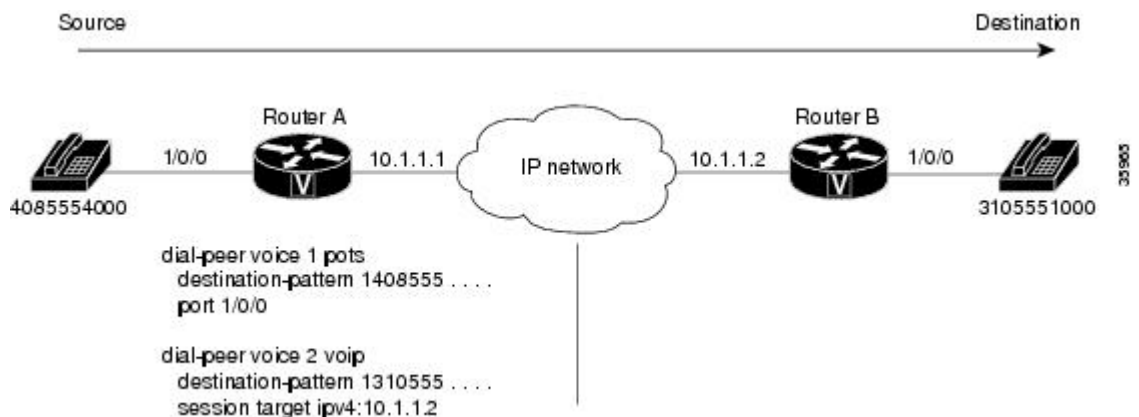 Source
Destination
Router A
Router B
1/0/0
10.1.1.1
IP network
10.1.1.2
1/0/0
V
V
4085554000
3105551000
35965
dial-peer voice 1 pots
destination-pattern 1408555 . . . .
port 1/0/0
dial-peer voice 2 voip
destination-pattern 1310555 . . . .
session target ipv4:10.1.1.2